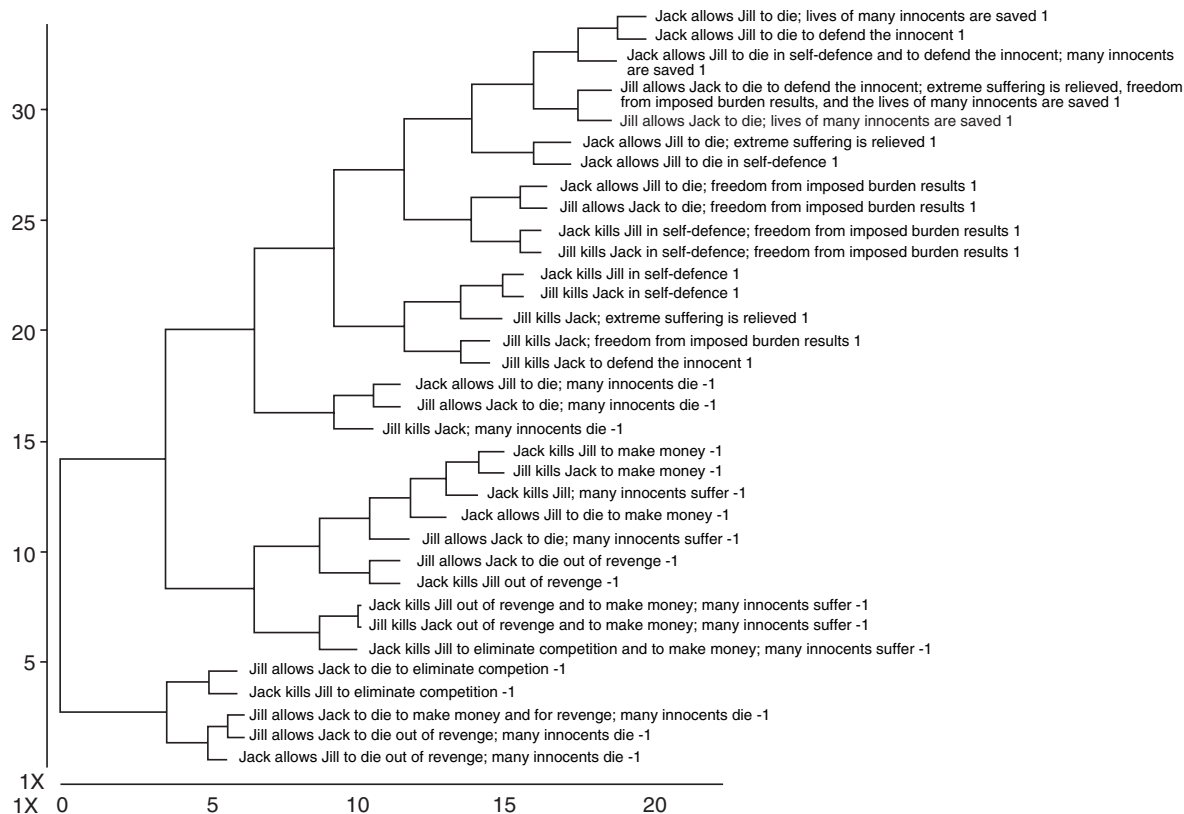 Jack allows Jill to die; lives of many innocents are saved 1
Jack allows Jill to die to defend the innocent 1
Jack allows Jill to die in self-defence and to defend the innocent; many innocents
are saved 1
Jill allows Jack to die to defend the innocent; extreme suffering is relieved, freedom
from imposed burden results, and the lives of many innocents are saved 1
30
Jill allows Jack to die; lives of many innocents are saved 1
Jack allows Jill to die; extreme suffering is relieved 1
Jack allows Jill to die in self-defence 1
Jack allows Jill to die; freedom from imposed burden results 1
Jill allows Jack to die; freedom from imposed burden results 1
25
Jack kills Jill in self-defence; freedom from imposed burden results 1
Jill kills Jack in self-defence; freedom from imposed burden results 1
Jack kills Jill in self-defence 1
Jill kills Jack in self-defence 1
Jill kills Jack; extreme suffering is relieved 1
20
Jill kills Jack; freedom from imposed burden results 1
Jill kills Jack to defend the innocent 1
Jack allows Jill to die; many innocents die -1
Jill allows Jack to die; many innocents die -1
Jill kills Jack; many innocents die -1
15
Jack kills Jill to make money -1
Jill kills Jack to make money -1
Jack kills Jill; many innocents suffer -1
Jack allows Jill to die to make money -1
Jill allows Jack to die; many innocents suffer -1
10
Jill allows Jack to die out of revenge -1
Jack kills Jill out of revenge -1
Jack kills Jill out of revenge and to make money; many innocents suffer -1
Jill kills Jack out of revenge and to make money; many innocents suffer -1
Jack kills Jill to eliminate competition and to make money; many innocents suffer -1
5
Jill allows Jack to die to eliminate competion -1
Jack kills Jill to eliminate competition -1
Jill allows Jack to die to make money and for revenge; many innocents die -1
Jill allows Jack to die out of revenge; many innocents die -1
Jack allows Jill to die out of revenge; many innocents die -1
1X
1X 0 5 10 15 20